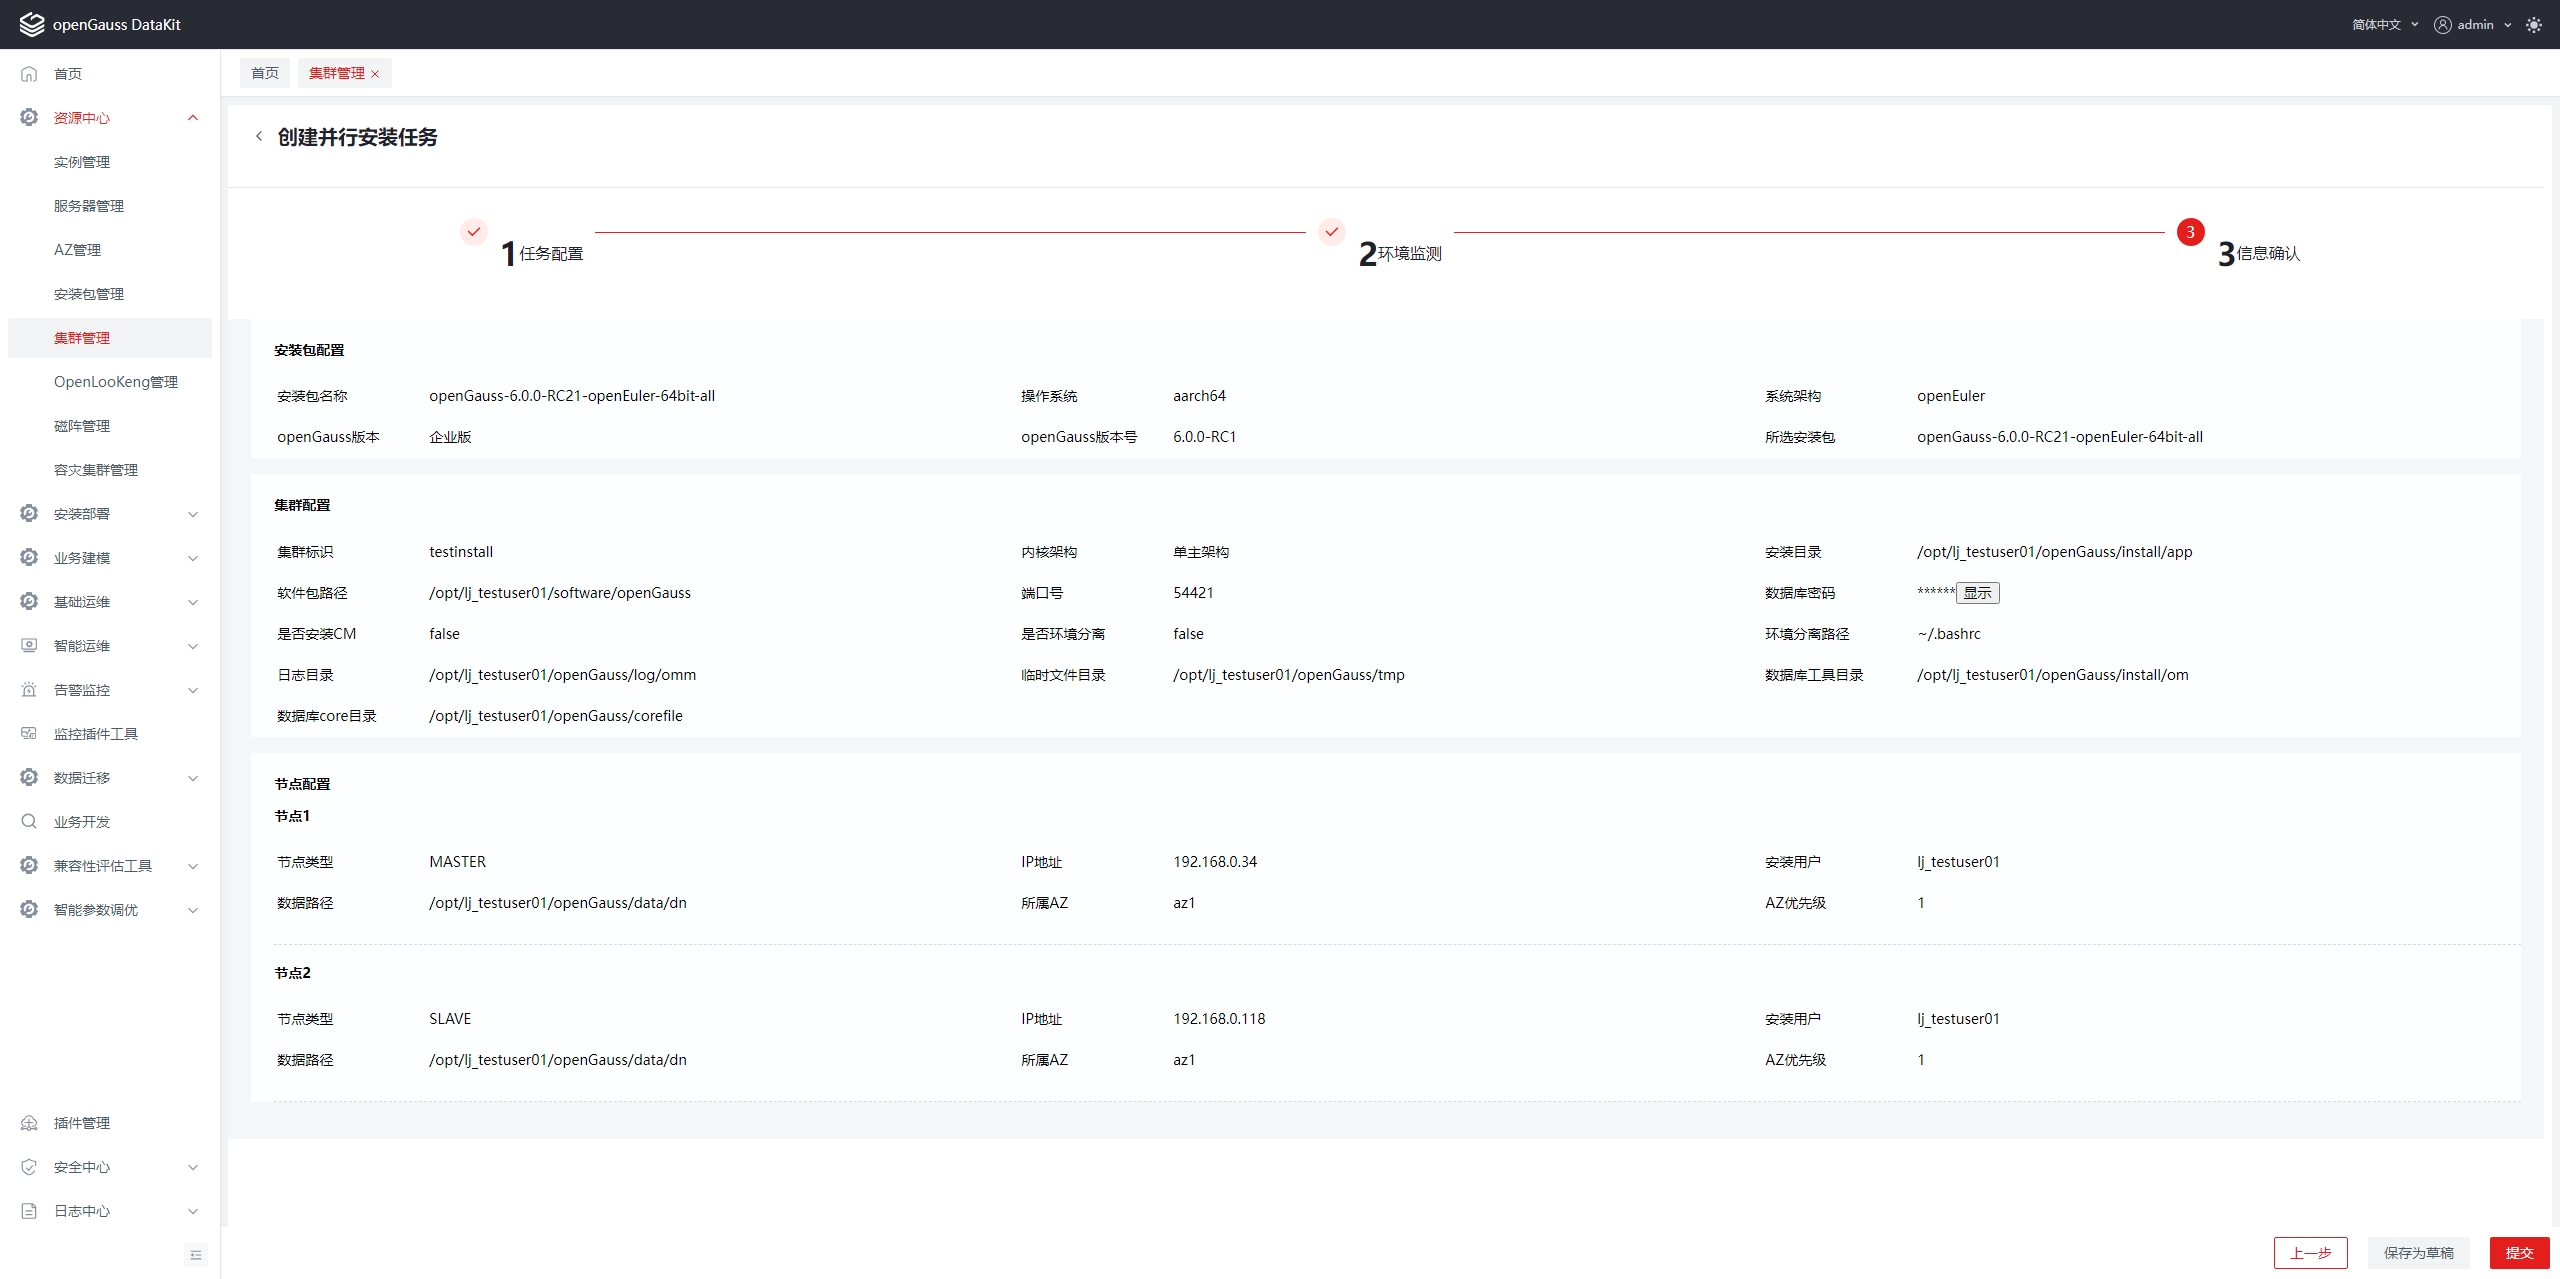 openGauss DataKit
简体中文 admin
首页
资源中心
实例管理
服务器管理
AZ管理
安装包管理
集群管理
OpenLooKeng管理
磁阵管理
容灾集群管理
安装部署
业务建模
基础运维
智能运维
告警监控
监控插件工具
数据迁移
业务开发
兼容性评估工具
智能参数调优
插件管理
安全中心
日志中心
首页 集群管理
创建并行安装任务
1任务配置
2环境监测
3
3信息确认
安装包配置
安装包名称 openGauss-6.0.0-RC21-openEuler-64bit-all 操作系统 aarch64 系统架构 openEuler
openGauss版本 企业版 openGauss版本号 6.0.0-RC1 所选安装包 openGauss-6.0.0-RC21-openEuler-64bit-all
集群配置
集群标识 testinstall 内核架构 单主架构 安装目录 /opt/lj_testuser01/openGauss/install/app
软件包路径 /opt/lj_testuser01/software/openGauss 端口号 54421 数据库密码 ****** 显示
是否安装CM false 是否环境分离 false 环境分离路径 ~/.bashrc
日志目录 /opt/lj_testuser01/openGauss/log/omm 临时文件目录 /opt/lj_testuser01/openGauss/tmp 数据库工具目录 /opt/lj_testuser01/openGauss/install/om
数据库core目录 /opt/lj_testuser01/openGauss/corefile
节点配置
节点1
节点类型 MASTER IP地址 192.168.0.34 安装用户 lj_testuser01
数据路径 /opt/lj_testuser01/openGauss/data/dn 所属AZ az1 AZ优先级 1
节点2
节点类型 SLAVE IP地址 192.168.0.118 安装用户 lj_testuser01
数据路径 /opt/lj_testuser01/openGauss/data/dn 所属AZ az1 AZ优先级 1
上一步 保存为草稿 提交